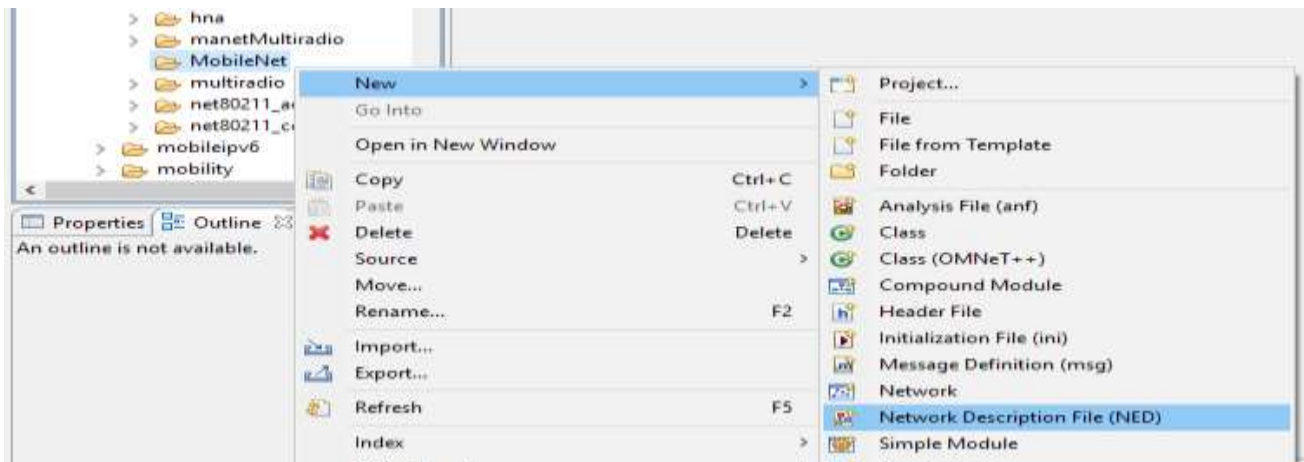 hna
manetMultiradio
MobileNet
multiradio
net80211_a
net80211_c
mobileipv6
mobility
Properties Outline
An outline is not available.
New
Go Into
Open in New Window
Copy Ctrl+C
Paste Ctrl+V
Delete Delete
Source
Move...
Rename... F2
Import...
Export...
Refresh F5
Index
Project...
File
File from Template
Folder
Analysis File (anf)
Class
Class (OMNeT++)
Compound Module
Header File
Initialization File (ini)
Message Definition (msg)
Network
Network Description File (NED)
Simple Module